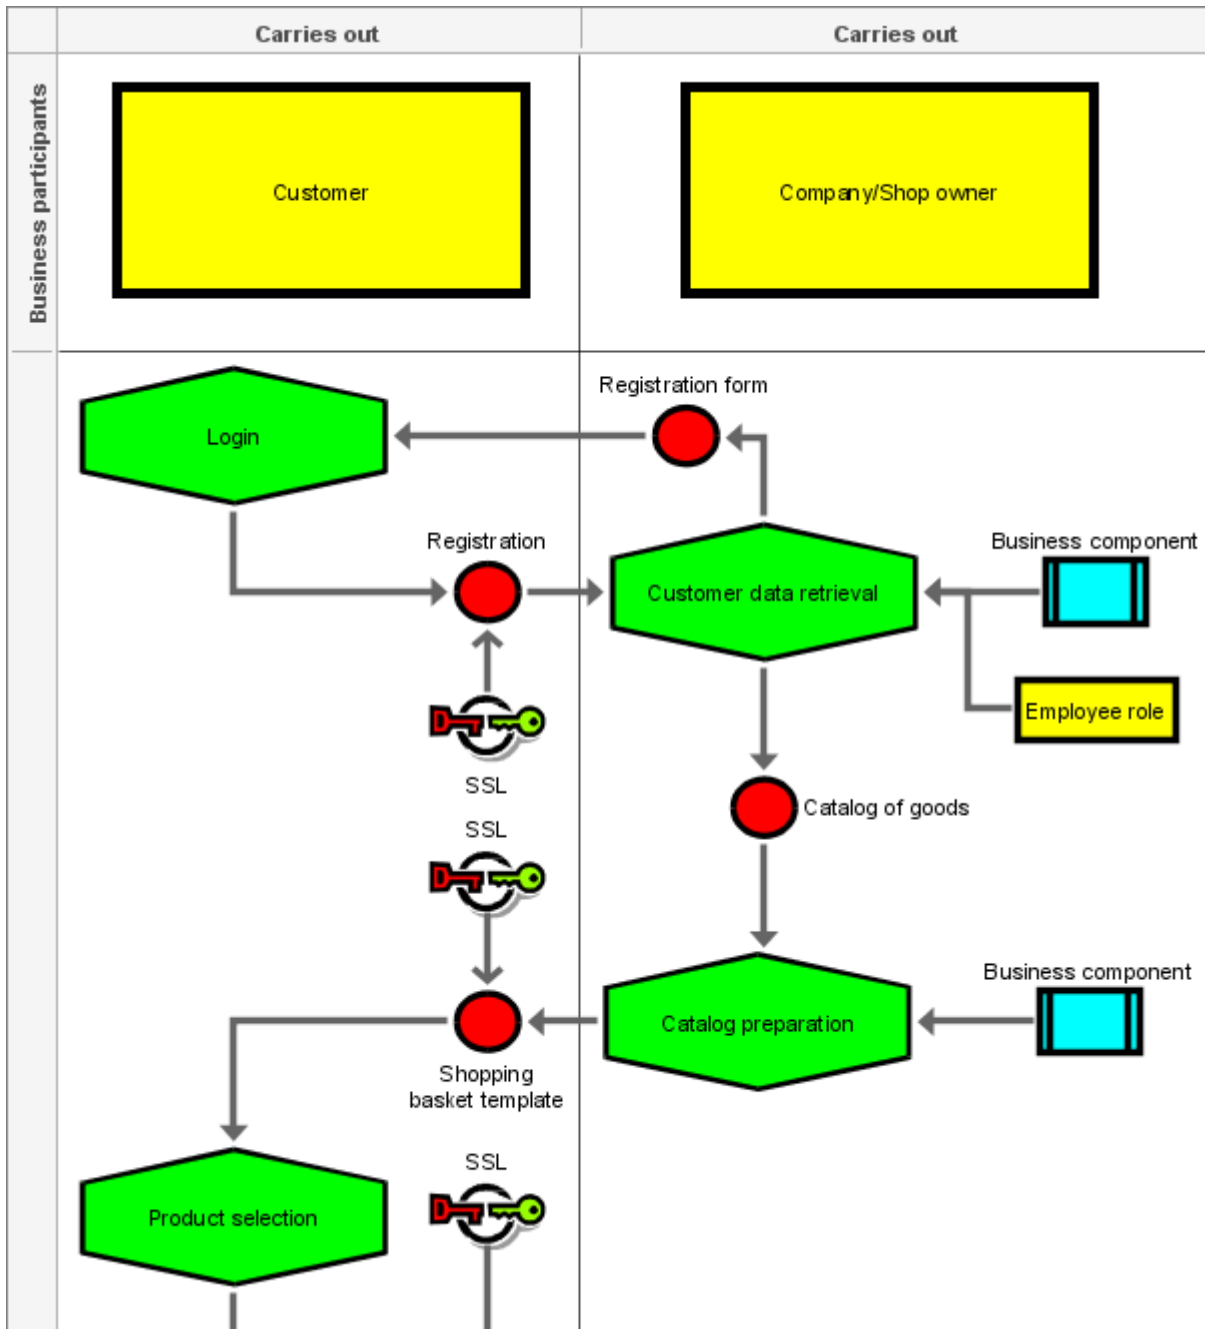 Carries out
Carries out
Business participants
Customer
Company/Shop owner
Registration form
Login
Registration
Business component
Customer data retrieval
Employee role
SSL
Catalog of goods
SSL
Business component
Catalog preparation
Shopping
basket template
SSL
Product selection